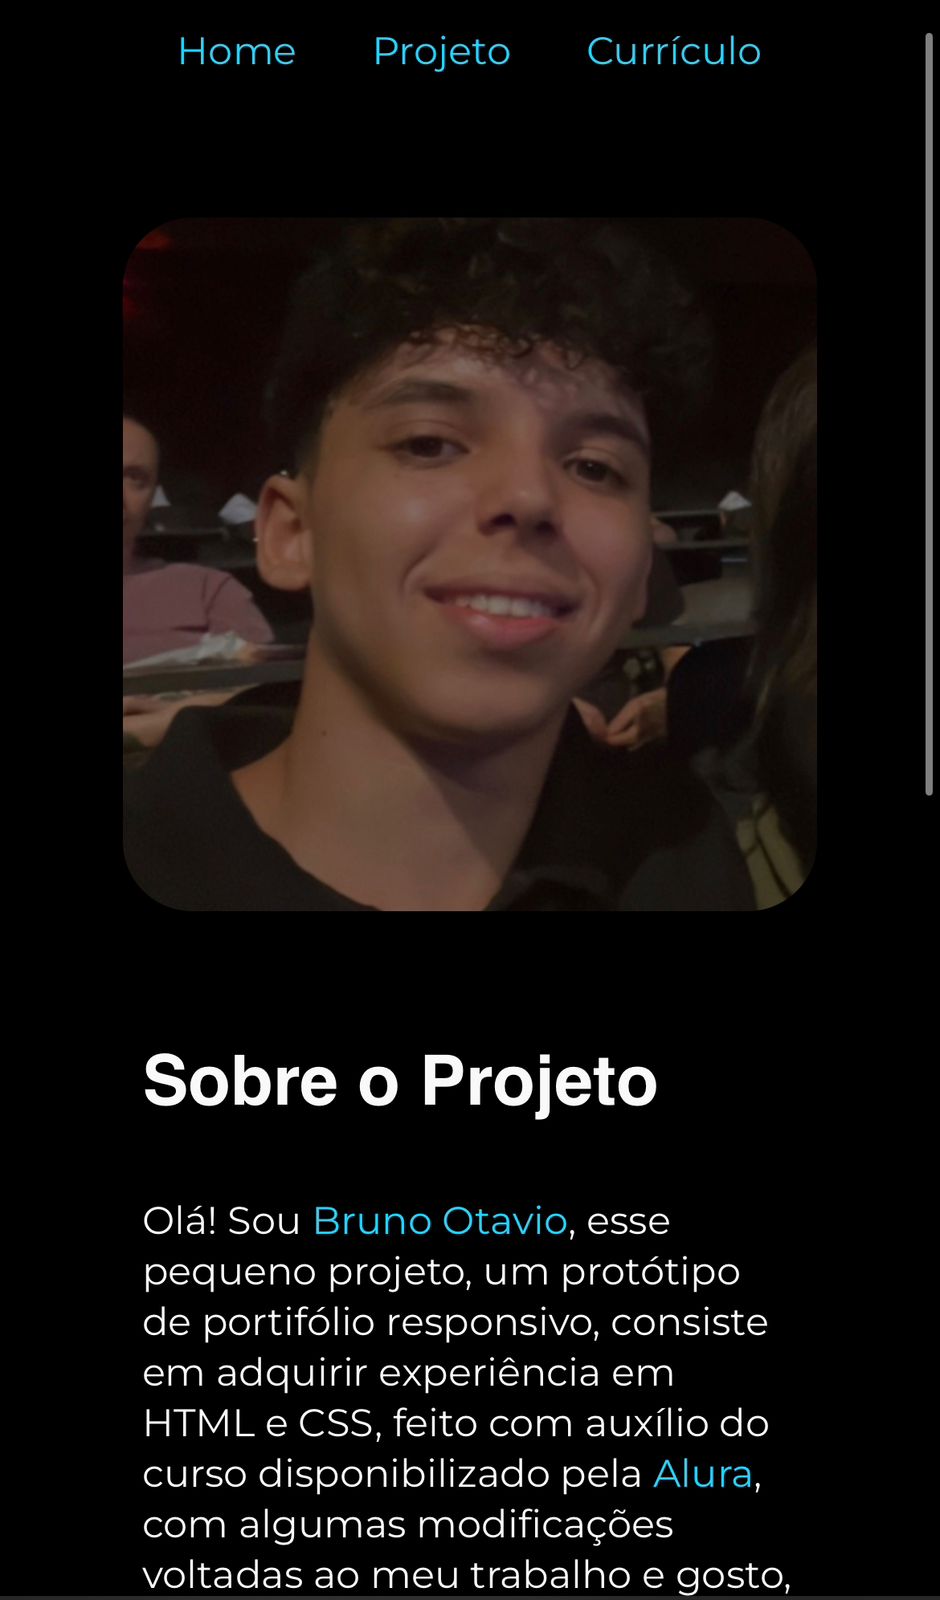 Home Projeto Currículo
Sobre o Projeto
Olá! Sou Bruno Otavio, esse
pequeno projeto, um protótipo
de portifólio responsivo, consiste
em adquirir experiência em
HTML e CSS, feito com auxílio do
curso disponibilizado pela Alura,
com algumas modificações
voltadas ao meu trabalho e gosto,